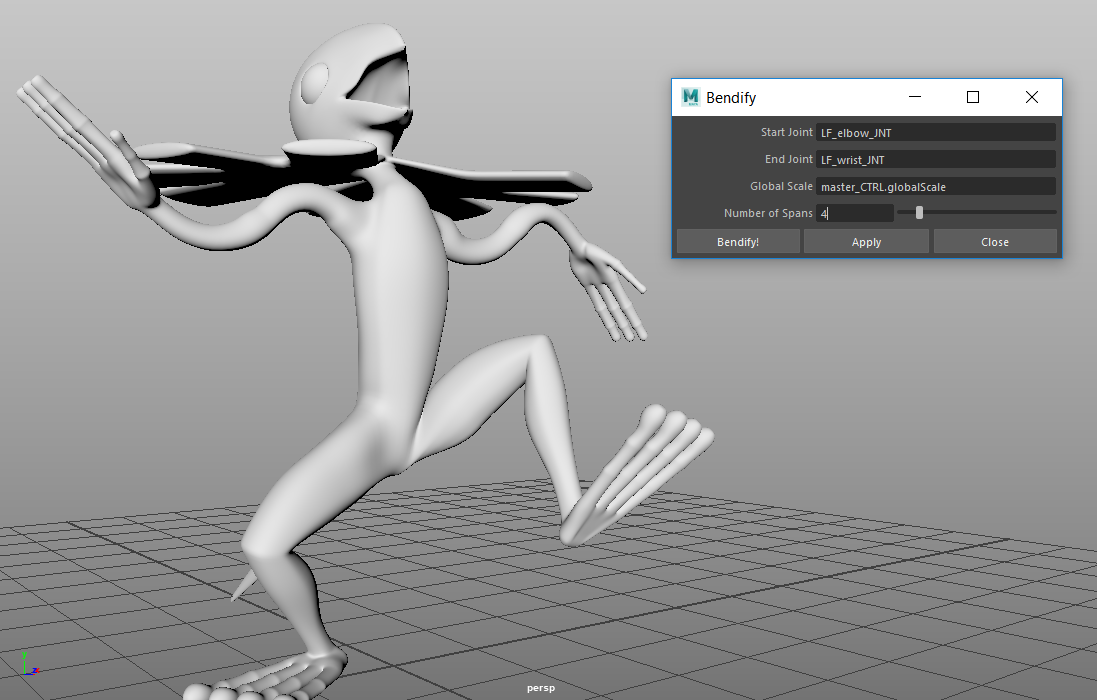 Bendify
Start Joint LF_elbow_JNT
End Joint LF_wrist_JNT
Global Scale master_CTRL.globalScale
Number of Spans 4
Bendify! Apply Close
y
z
persp